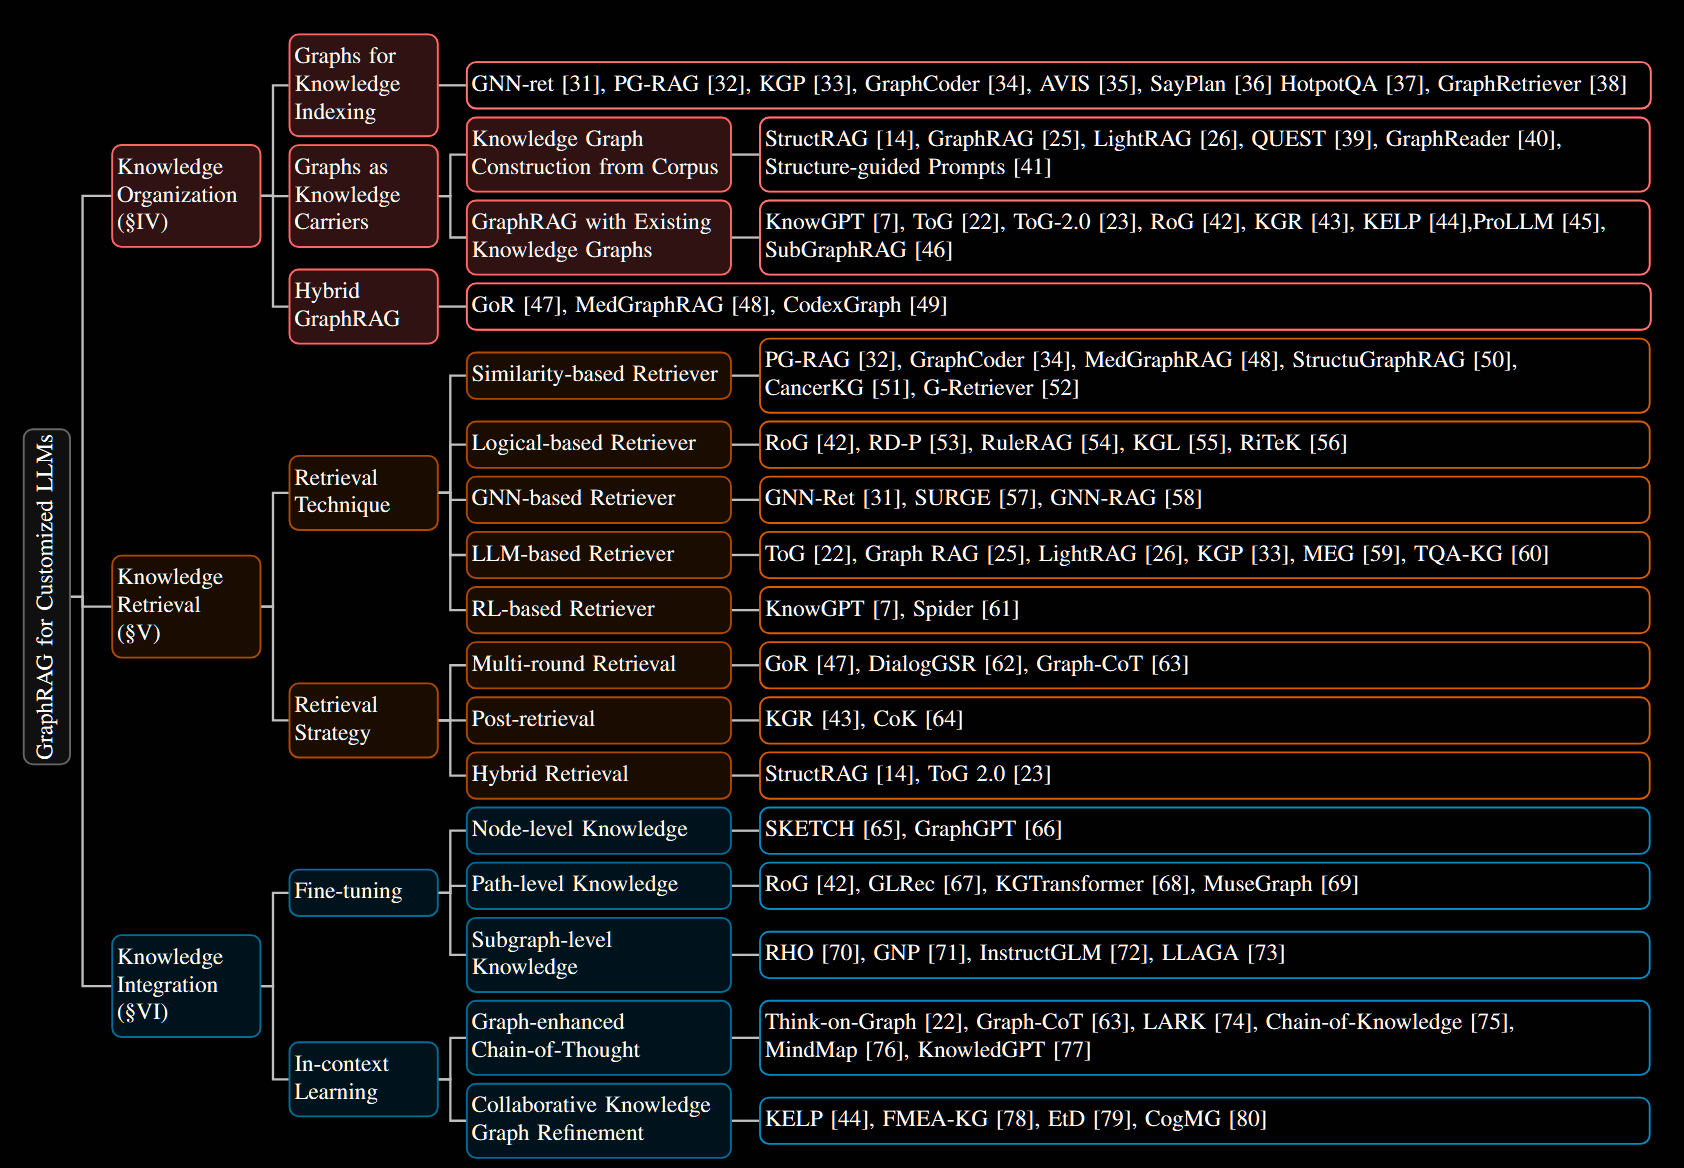 GraphRAG for Customized LLMs
Knowledge
Organization
(§IV)
Graphs for
Knowledge
Indexing
GNN-ret [31], PG-RAG [32], KGP [33], GraphCoder [34], AVIS [35], SayPlan [36] HotpotQA [37], GraphRetriever [38]
Graphs as
Knowledge
Carriers
Knowledge Graph
Construction from Corpus
StructRAG [14], GraphRAG [25], LightRAG [26], QUEST [39], GraphReader [40],
Structure-guided Prompts [41]
GraphRAG with Existing
Knowledge Graphs
KnowGPT [7], ToG [22], ToG-2.0 [23], RoG [42], KGR [43], KELP [44],ProLLM [45],
SubGraphRAG [46]
Hybrid
GraphRAG
GoR [47], MedGraphRAG [48], CodexGraph [49]
Knowledge
Retrieval
(§V)
Retrieval
Technique
Similarity-based Retriever
PG-RAG [32], GraphCoder [34], MedGraphRAG [48], StructuGraphRAG [50],
CancerKG [51], G-Retriever [52]
Logical-based Retriever
RoG [42], RD-P [53], RuleRAG [54], KGL [55], RiTeK [56]
GNN-based Retriever
GNN-Ret [31], SURGE [57], GNN-RAG [58]
LLM-based Retriever
ToG [22], Graph RAG [25], LightRAG [26], KGP [33], MEG [59], TQA-KG [60]
RL-based Retriever
KnowGPT [7], Spider [61]
Retrieval
Strategy
Multi-round Retrieval
GoR [47], DialogGSR [62], Graph-CoT [63]
Post-retrieval
KGR [43], CoK [64]
Hybrid Retrieval
StructRAG [14], ToG 2.0 [23]
Knowledge
Integration
(§VI)
Fine-tuning
Node-level Knowledge
SKETCH [65], GraphGPT [66]
Path-level Knowledge
RoG [42], GLRec [67], KGTransformer [68], MuseGraph [69]
Subgraph-level
Knowledge
RHO [70], GNP [71], InstructGLM [72], LLAGA [73]
In-context
Learning
Graph-enhanced
Chain-of-Thought
Think-on-Graph [22], Graph-CoT [63], LARK [74], Chain-of-Knowledge [75],
MindMap [76], KnowledGPT [77]
Collaborative Knowledge
Graph Refinement
KELP [44], FMEA-KG [78], EtD [79], CogMG [80]